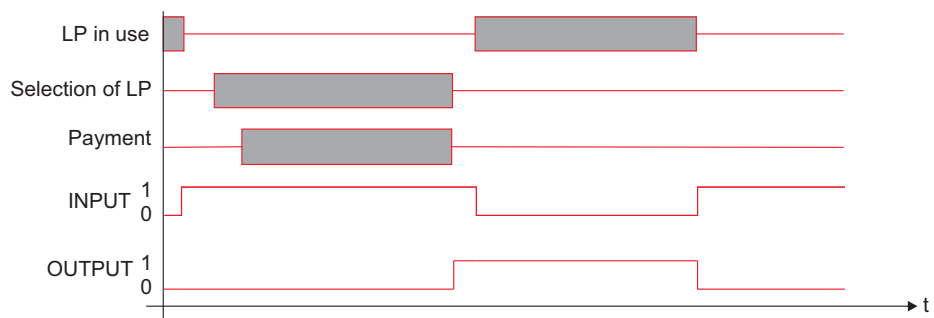 LP in use
Selection of LP
Payment
INPUT 1
0
OUTPUT 1
0
t